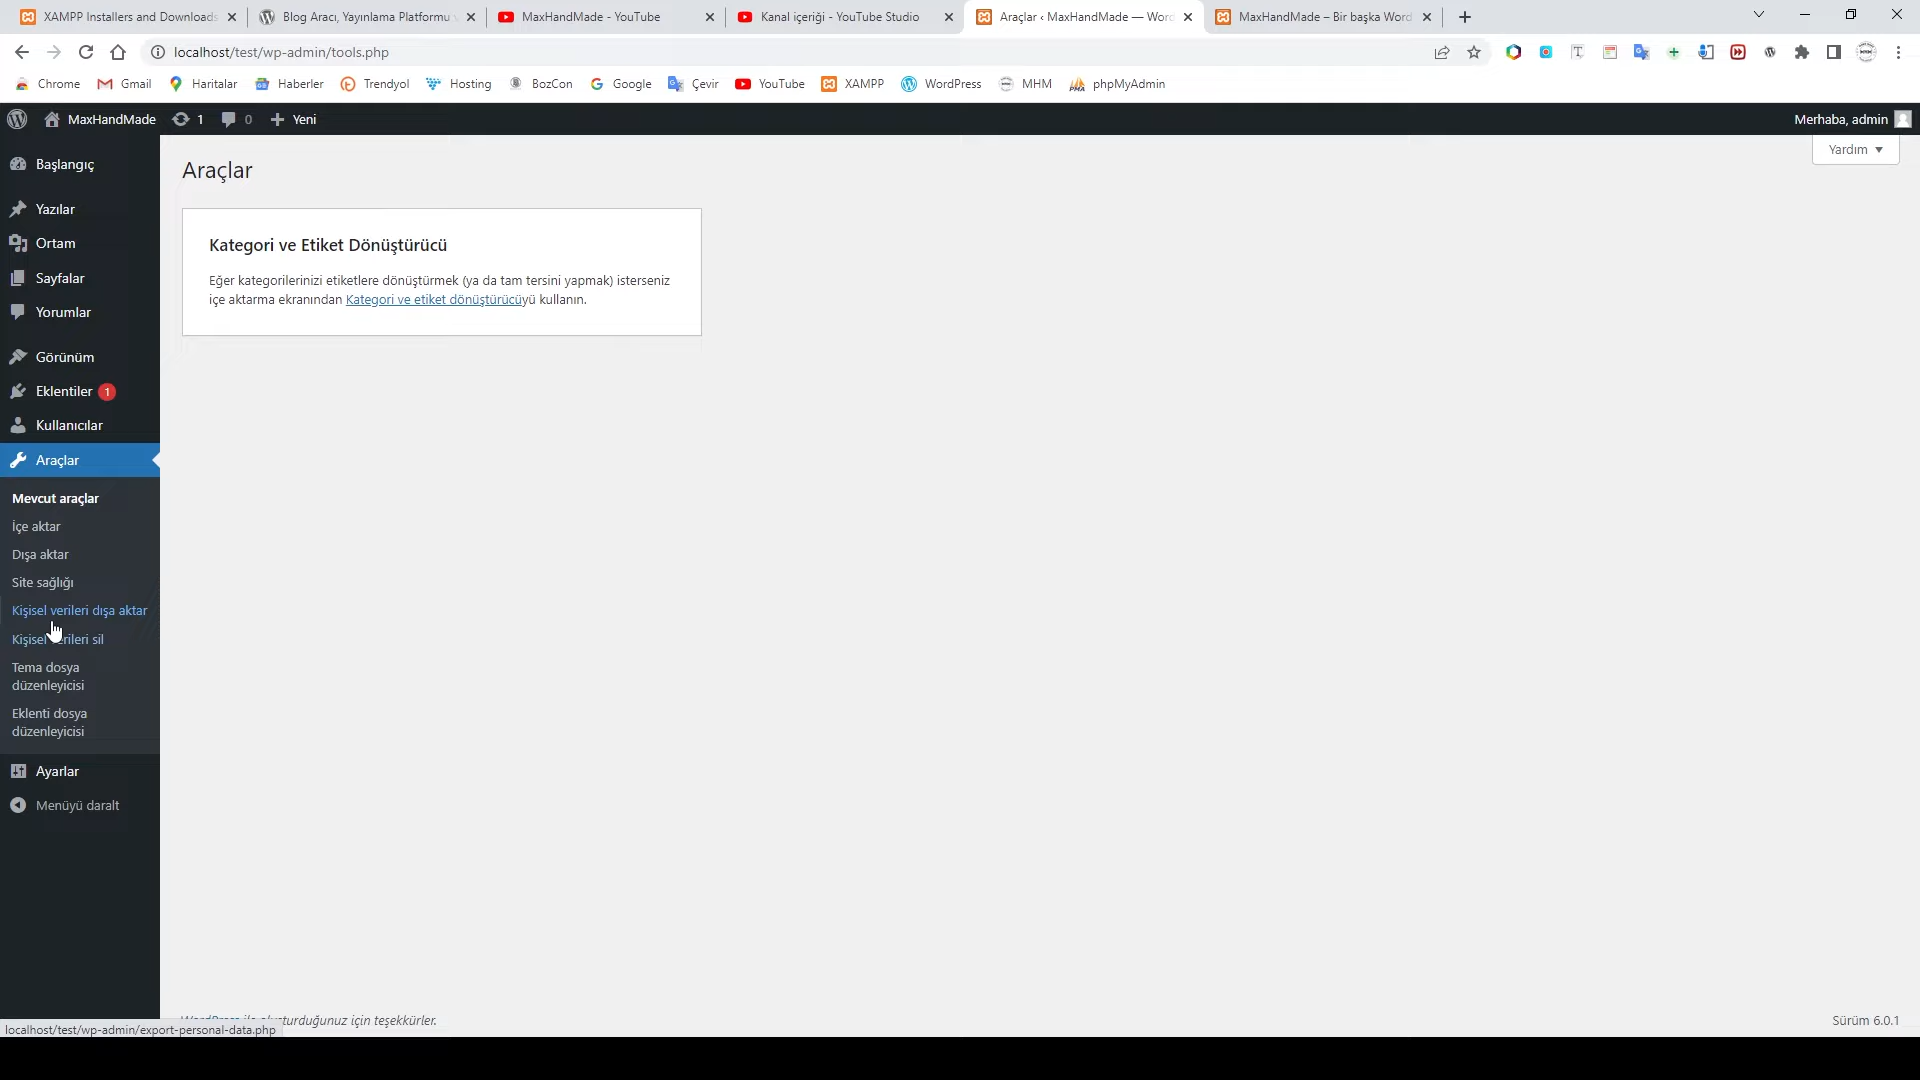 XAMPP Installers and Downloads
Blog Aracı, Yayınlama Platformu
MaxHandMade - YouTube
Kanal içeriği - YouTube Studio
Araçlar ‹ MaxHandMade — Word
MaxHandMade – Bir başka Word
localhost/test/wp-admin/tools.php
Chrome
Gmail
Haritalar
Haberler
Trendyol
Hosting
BozCon
Google
Çevir
YouTube
XAMPP
WordPress
MHM
phpMyAdmin
MaxHandMade
1
0
Yeni
Merhaba, admin
Yardım
Başlangıç
Yazılar
Ortam
Sayfalar
Yorumlar
Görünüm
Eklentiler 1
Kullanıcılar
Araçlar
Mevcut araçlar
İçe aktar
Dışa aktar
Site sağlığı
Kişisel verileri dışa aktar
Kişisel verileri sil
Tema dosya
düzenleyicisi
Eklenti dosya
düzenleyicisi
Ayarlar
Menüyü daralt
Araçlar
Kategori ve Etiket Dönüştürücü
Eğer kategorilerinizi etiketlere dönüştürmek (ya da tam tersini yapmak) isterseniz
içe aktarma ekranından Kategori ve etiket dönüştürücüyü kullanın.
için teşekkürler.
Sürüm 6.0.1
localhost/test/wp-admin/export-personal-data.php